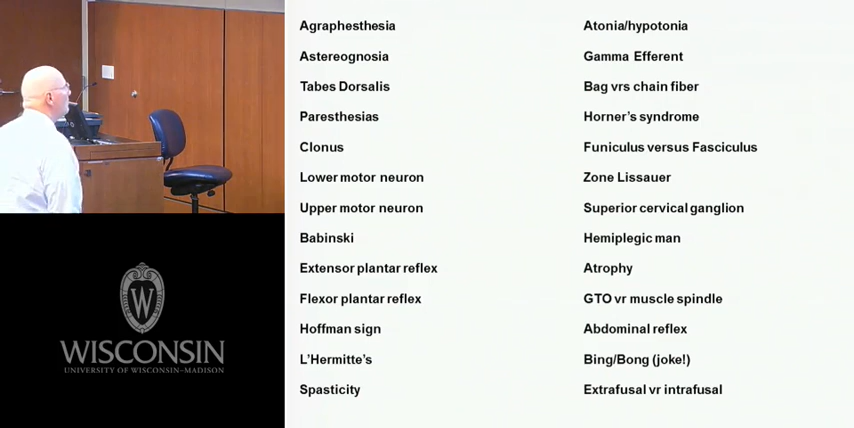 Agraphesthesia
Astereognosia
Tabes Dorsalis
Paresthesias
Clonus
Lower motor neuron
Upper motor neuron
Babinski
Extensor plantar reflex
Flexor plantar reflex
Hoffman sign
L'Hermitte's
Spasticity
Atonia/hypotonia
Gamma Efferent
Bag vrs chain fiber
Horner's syndrome
Funiculus versus Fasciculus
Zone Lissauer
Superior cervical ganglion
Hemiplegic man
Atrophy
GTO vr muscle spindle
Abdominal reflex
Bing/Bong (joke!)
Extrafusal vr intrafusal
W
WISCONSIN
UNIVERSITY OF WISCONSIN–MADISON